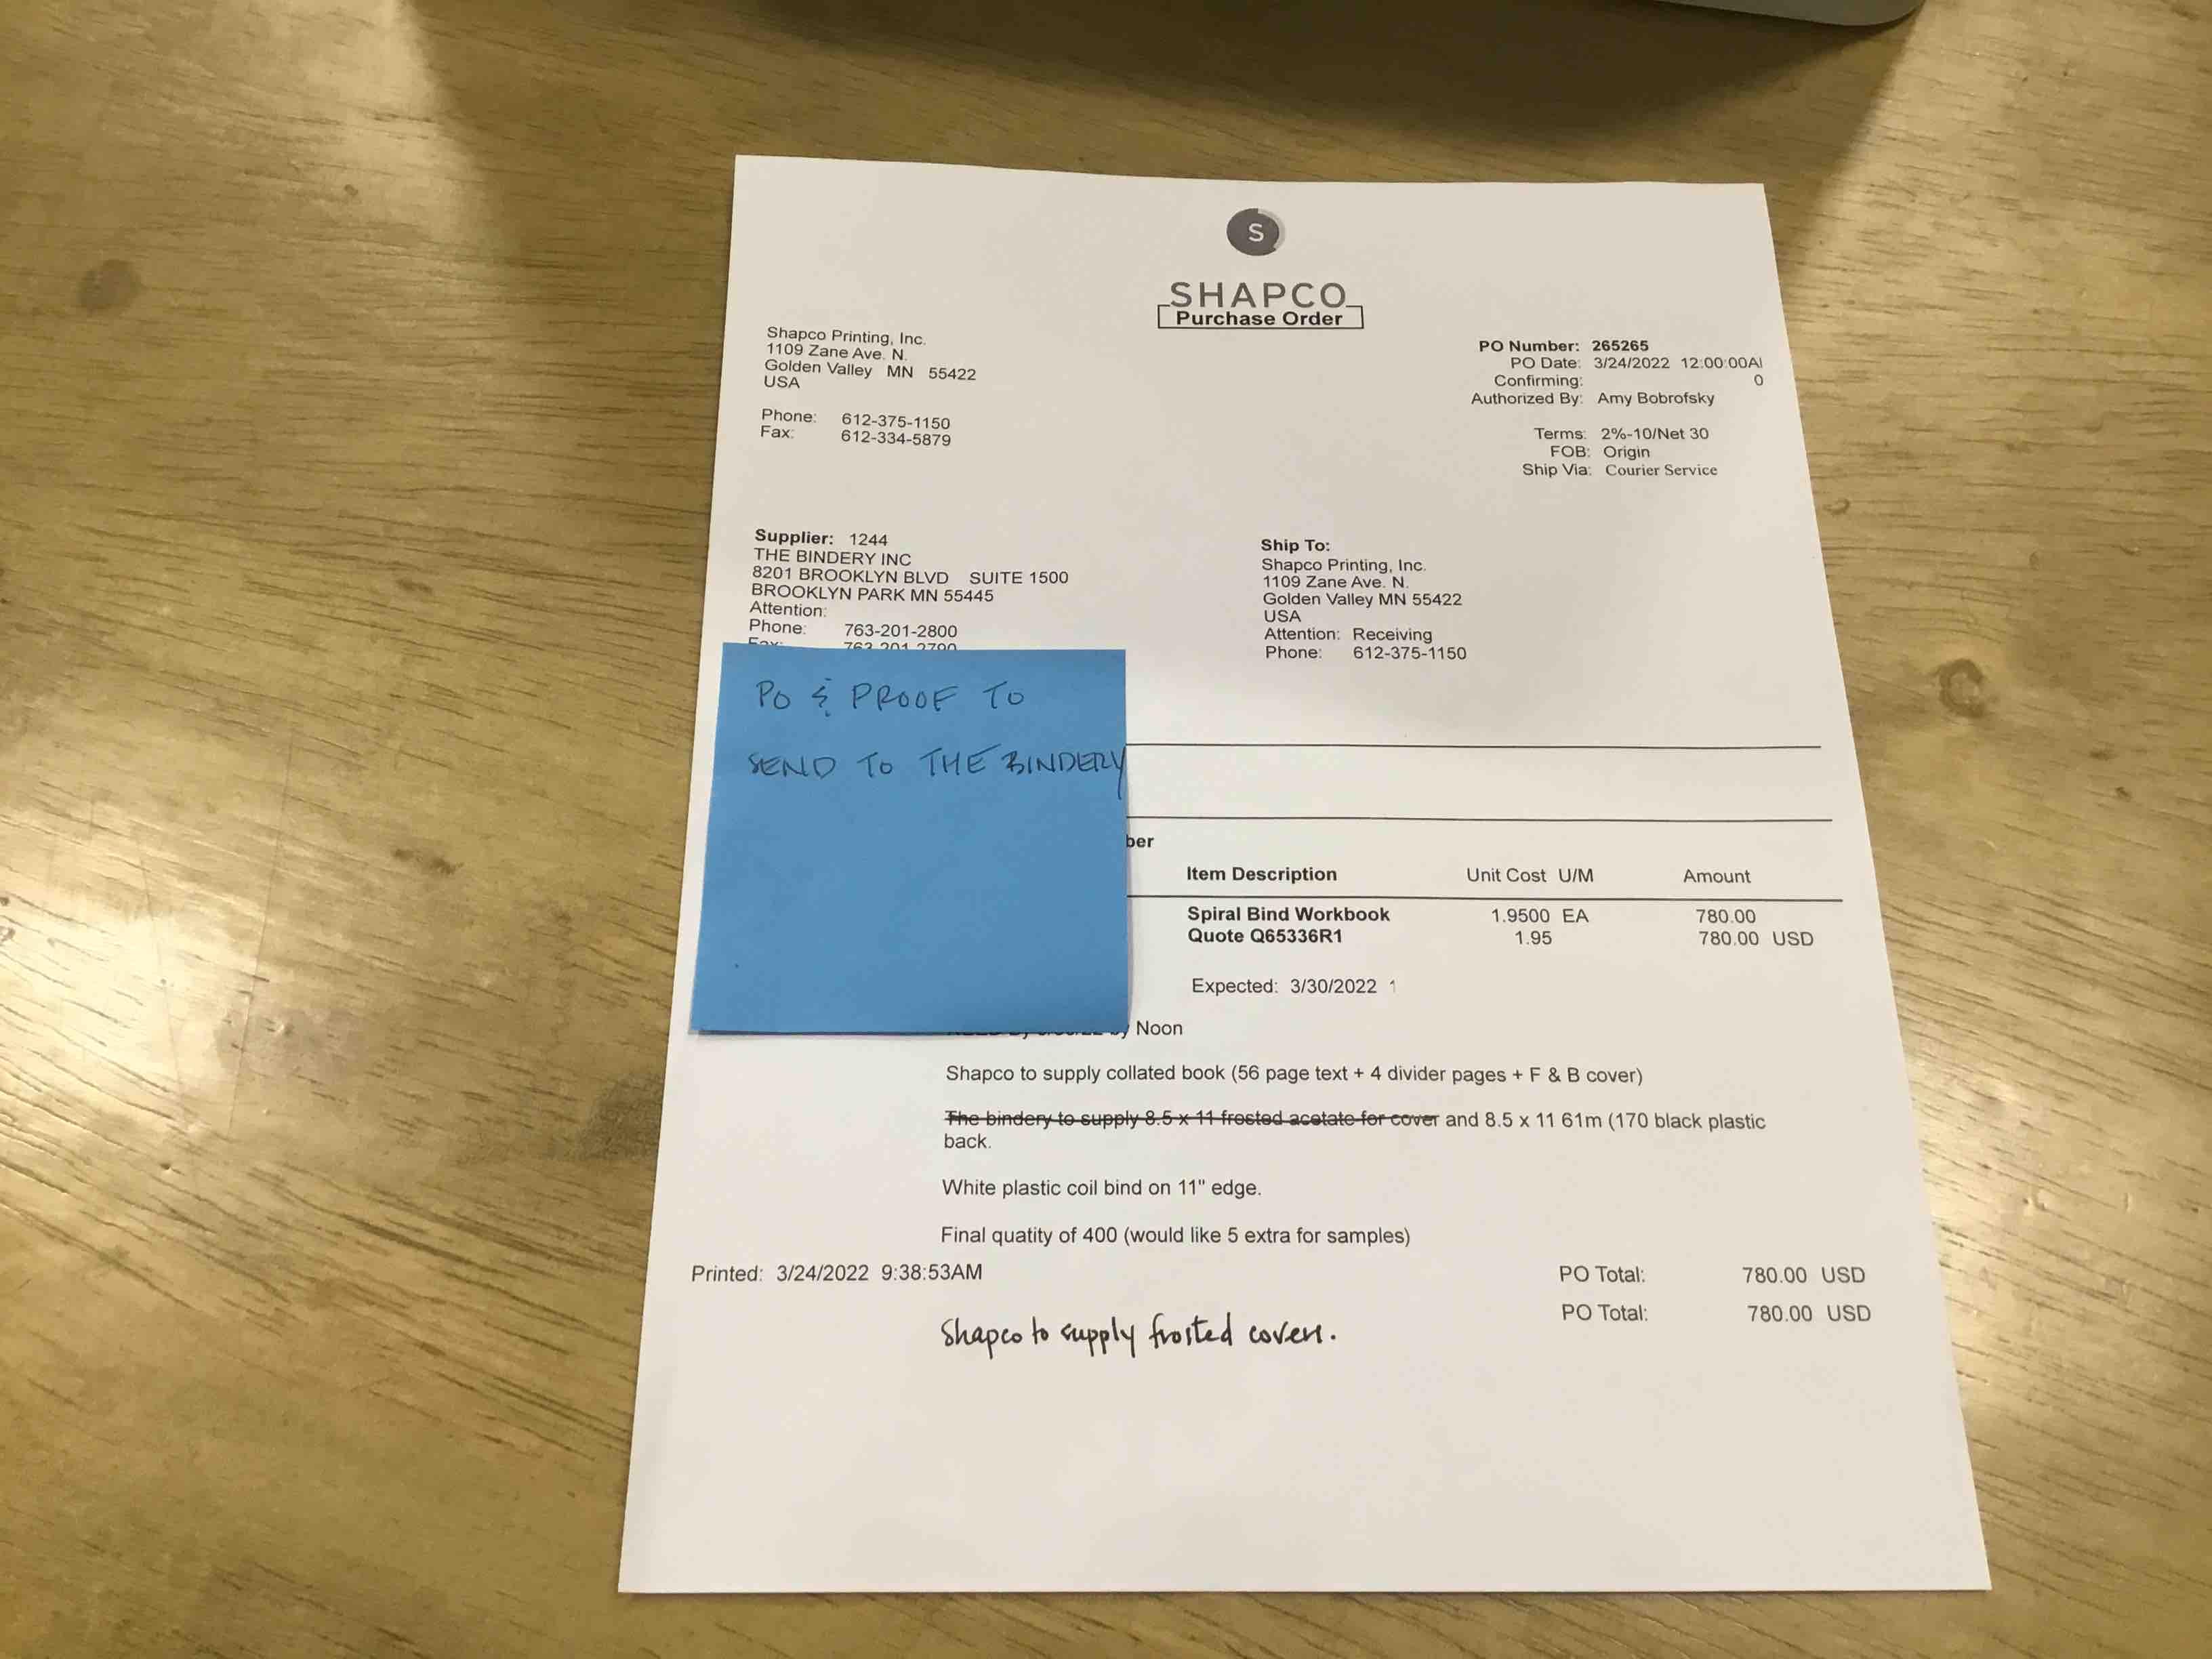 S
SHAPCO
Purchase Order
Shapco Printing, Inc.
1109 Zane Ave. N.
Golden Valley MN 55422
USA
Phone: 612-375-1150
Fax: 612-334-5879
PO Number: 265265
PO Date: 3/24/2022 12:00:00A
Confirming: 0
Authorized By: Amy Bobrofsky
Terms: 2%-10/Net 30
FOB: Origin
Ship Via: Courier Service
Supplier: 1244
THE BINDERY INC
8201 BROOKLYN BLVD SUITE 1500
BROOKLYN PARK MN 55445
Attention:
Phone: 763-201-2800
Fax: 763-201-2790
Ship To:
Shapco Printing, Inc.
1109 Zane Ave. N.
Golden Valley MN 55422
USA
Attention: Receiving
Phone: 612-375-1150
PO & PROOF TO
SEND TO THE BINDERY
ber
Item Description Unit Cost U/M Amount
Spiral Bind Workbook 1.9500 EA 780.00
Quote Q65336R1 1.95 780.00 USD
Expected: 3/30/2022 1
Noon
Shapco to supply collated book (56 page text + 4 divider pages + F & B cover)
The bindery to supply 8.5 x 11 frosted acetate for cover and 8.5 x 11 61m (170 black plastic
back.
White plastic coil bind on 11" edge.
Final quatity of 400 (would like 5 extra for samples)
Printed: 3/24/2022 9:38:53AM
PO Total: 780.00 USD
PO Total: 780.00 USD
Shapco to supply frosted covers.